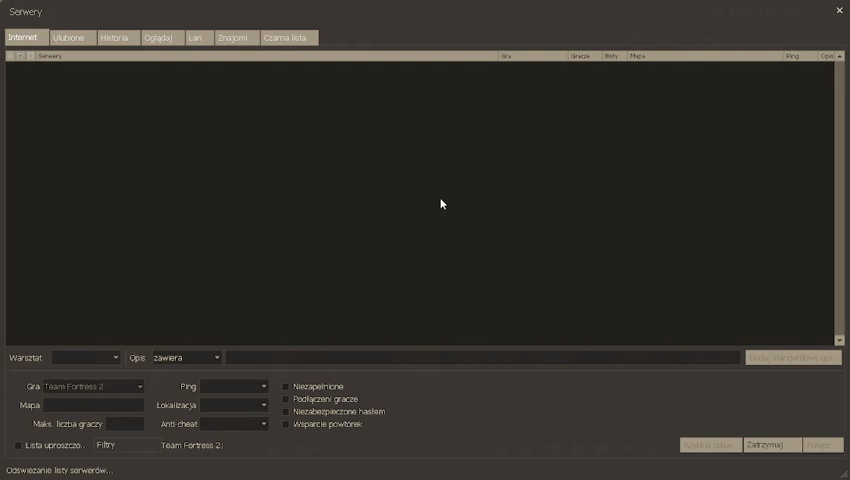 Serwery
Internet Ulubione Historia Oglądaj Lan Znajomi Czarna lista
Serwery Gra Gracze Boty Mapa Ping Opis
Warsztat Opis zawiera Dodaj standardowy opi...
Gra Team Fortress 2 Ping Niezapełnione
Podłączeni gracze
Mapa Lokalizacja Niezabezpieczone hasłem
Maks. liczba graczy Anti-cheat Wsparcie powtórek
Lista uproszczo... Filtry Team Fortress 2; Szybkie odśw... Zatrzymaj Połącz
Odświeżanie listy serwerów...